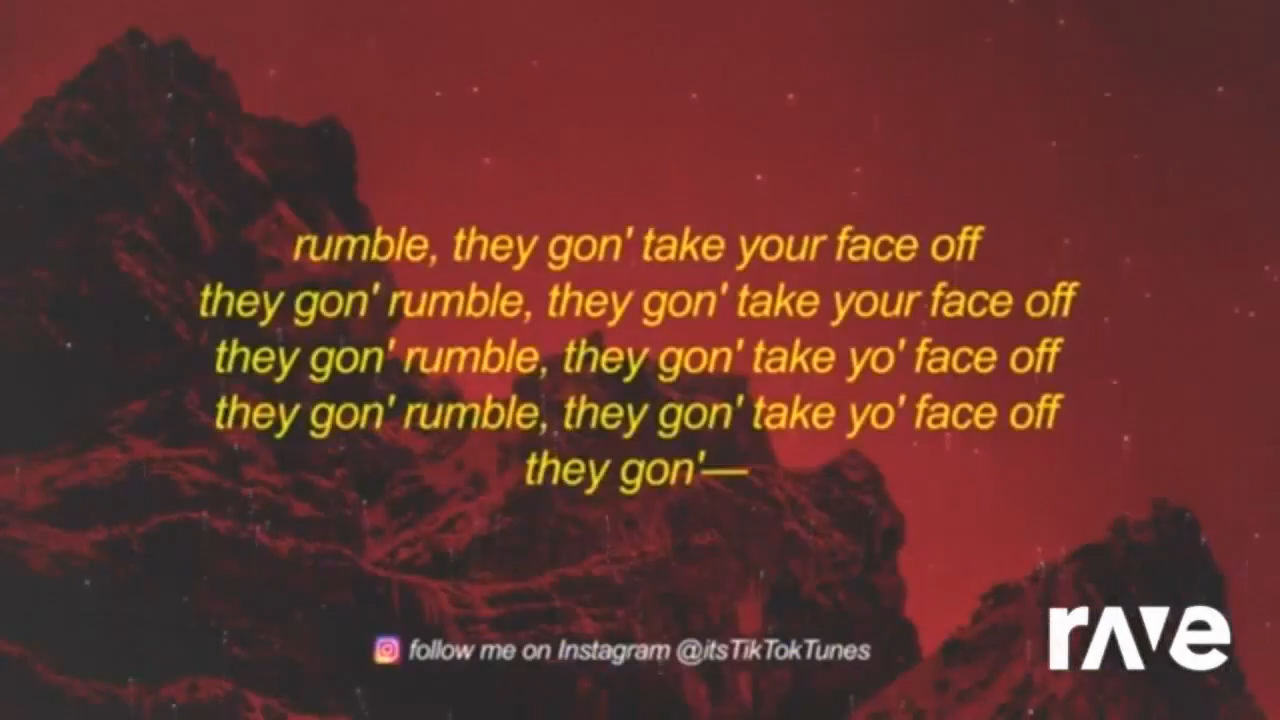 rumble, they gon' take your face off
they gon' rumble, they gon' take your face off
they gon' rumble, they gon' take yo' face off
they gon' rumble, they gon' take yo' face off
they gon'—
follow me on Instagram @itsTikTokTunes
rave